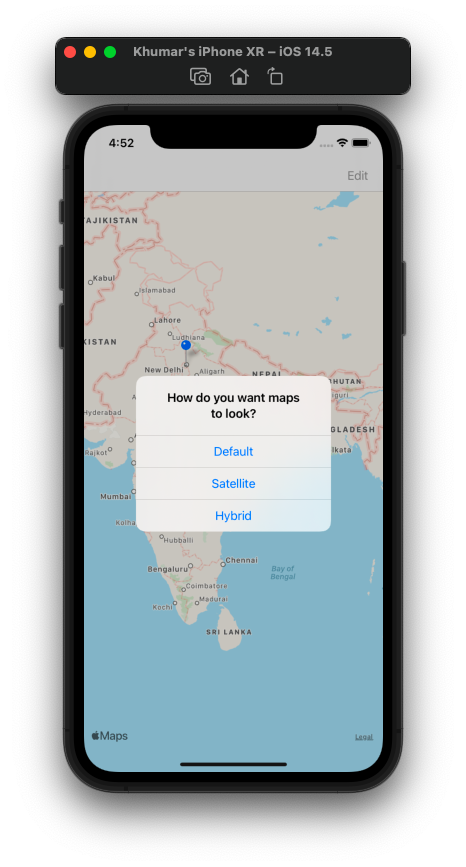 Khumar's iPhone XR – iOS 14.5
4:52
Edit
AJIKISTAN
Kabul
Islamabad
Lahore
KISTAN
Ludhiana
New Delhi
Aligarh
NEPAL
BHUTAN
How do you want maps
to look?
Hyderabad
GLADESH
Default
Rajkot
lkata
Satellite
Mumbai
Hybrid
Kolha
Hubballi
Chennai
Bengaluru
Bay of
Bengal
Coimbatore
Kochi
Madurai
SRI LANKA
Maps
Legal